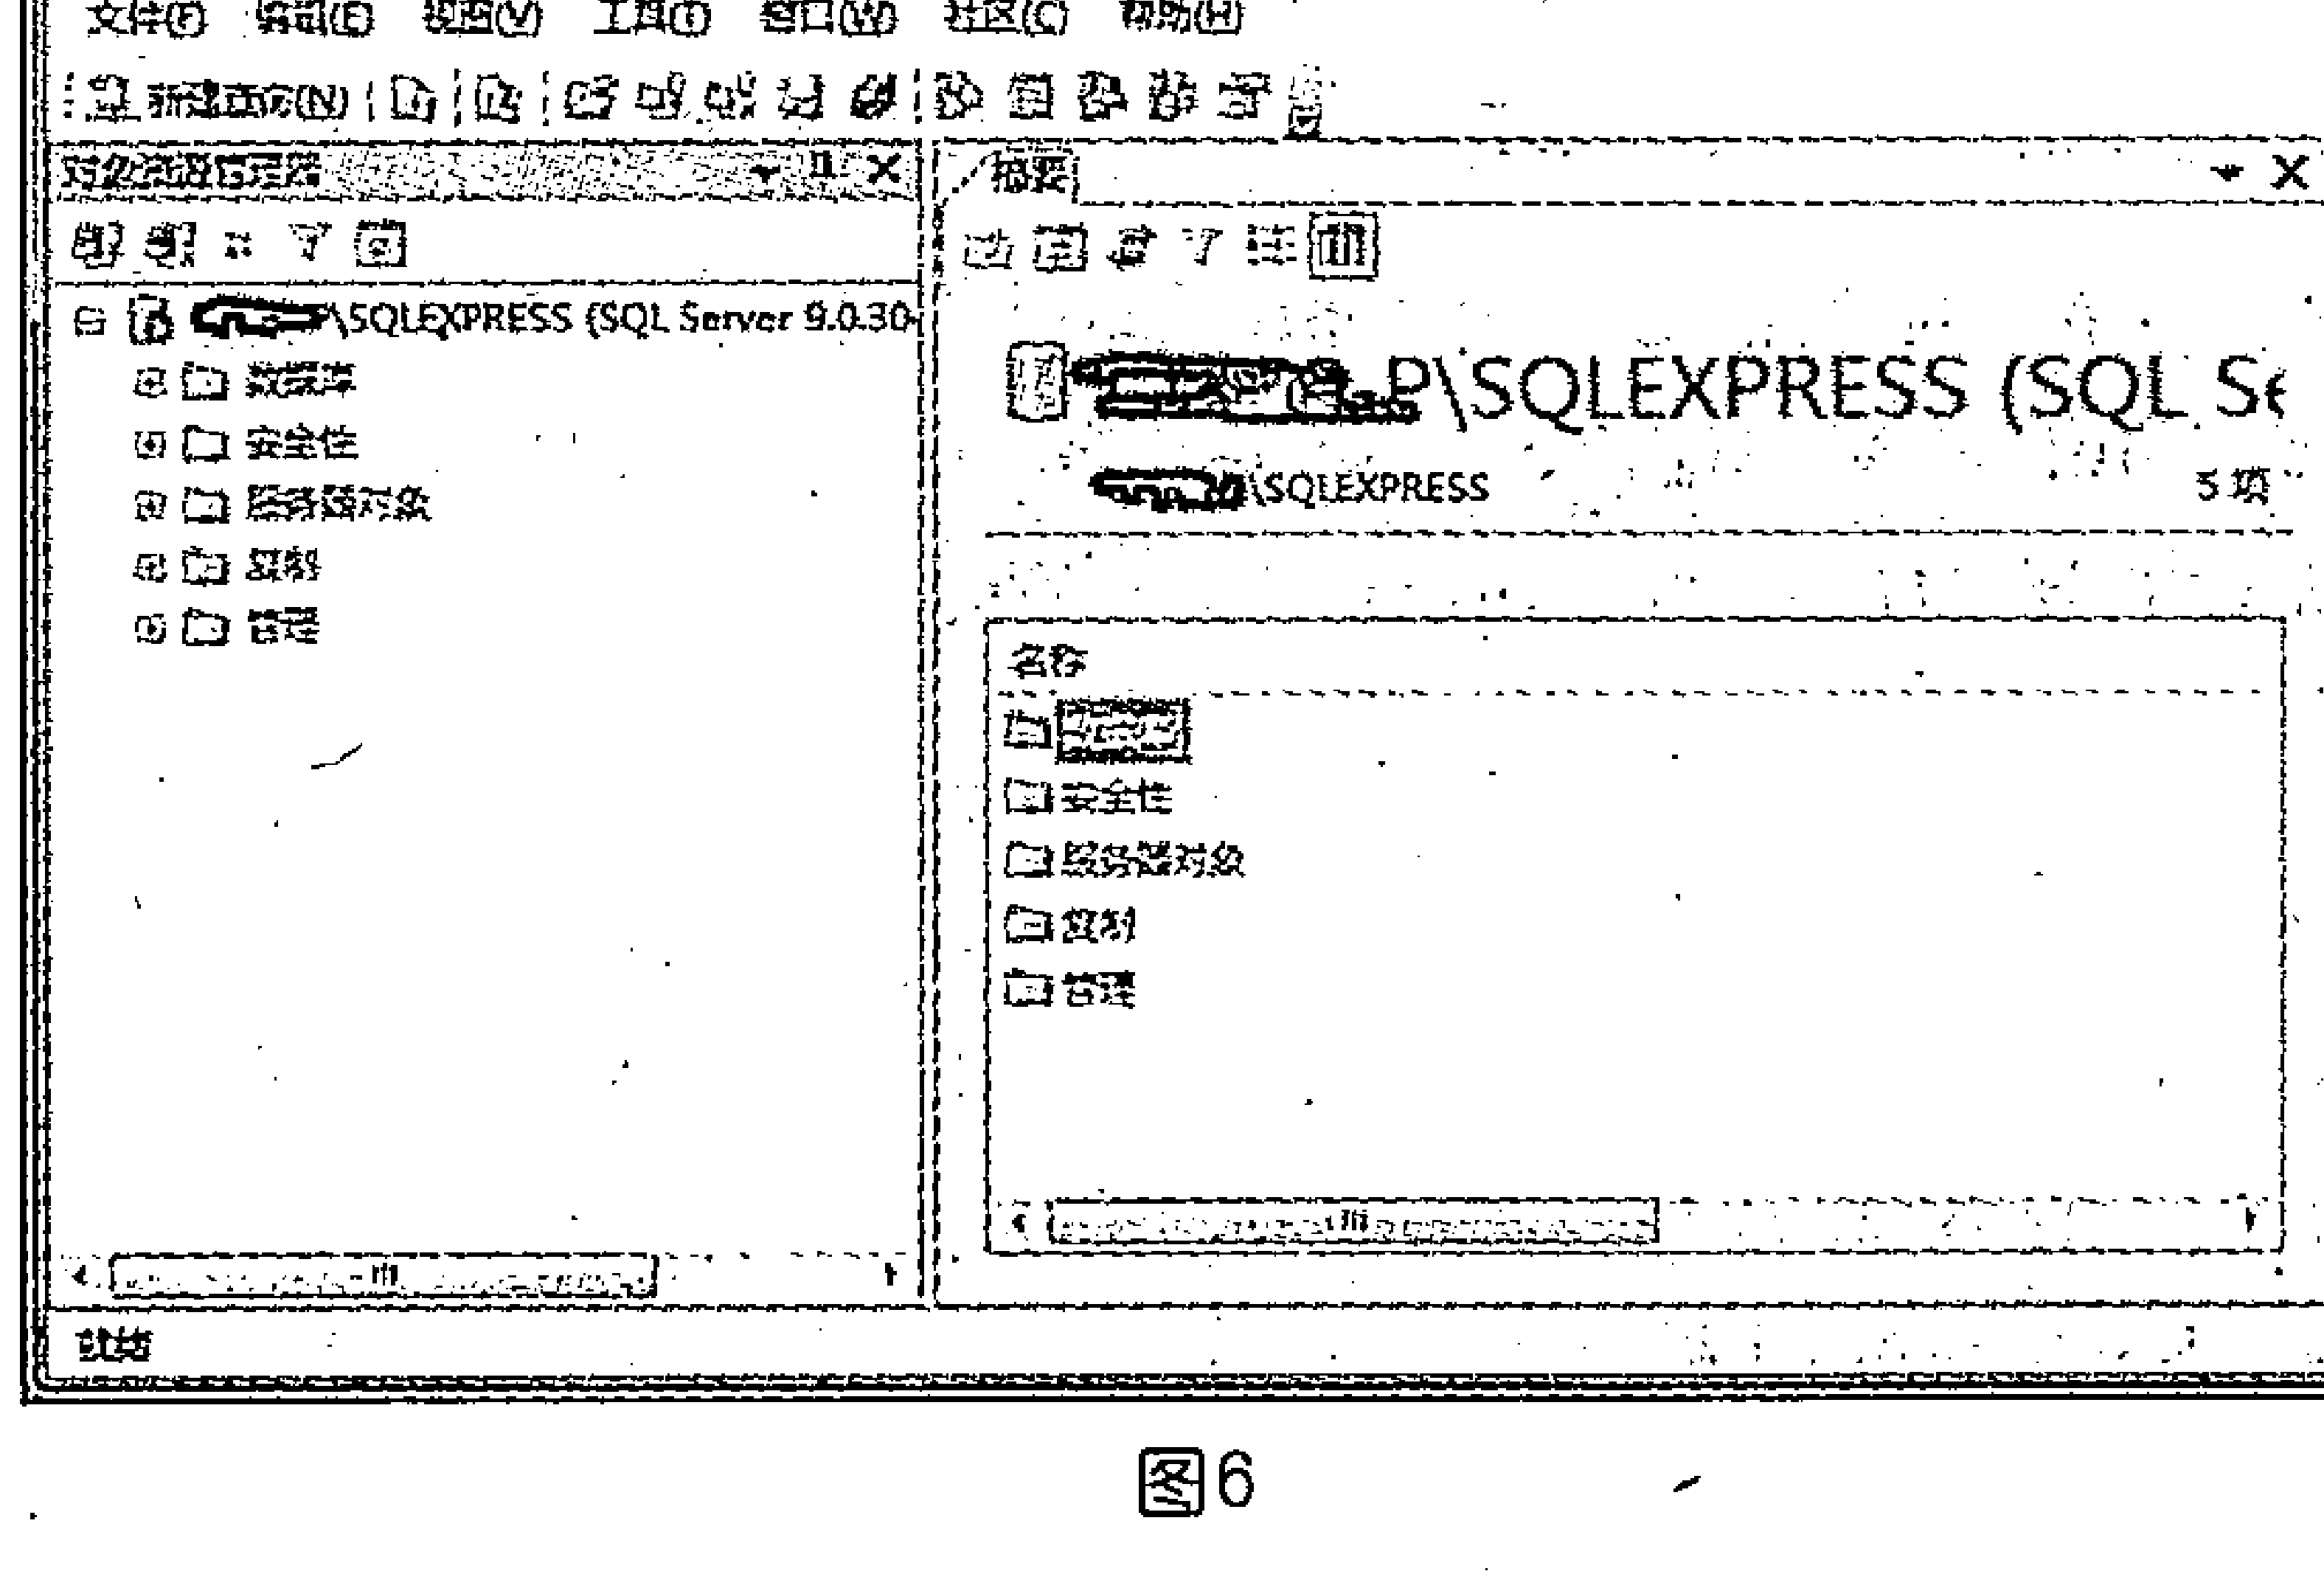 文件(F) 编辑(E) 视图(V) 工具(T) 窗口(W) 社区(C) 帮助(H)
新建查询(N)
对象资源管理器
摘要
\SQLEXPRESS (SQL Server 9.0.30
数据库
安全性
服务器对象
复制
管理
P\SQLEXPRESS (SQL Se
\SQLEXPRESS
5 项
名称
安全性
服务器对象
复制
管理
就绪
图6